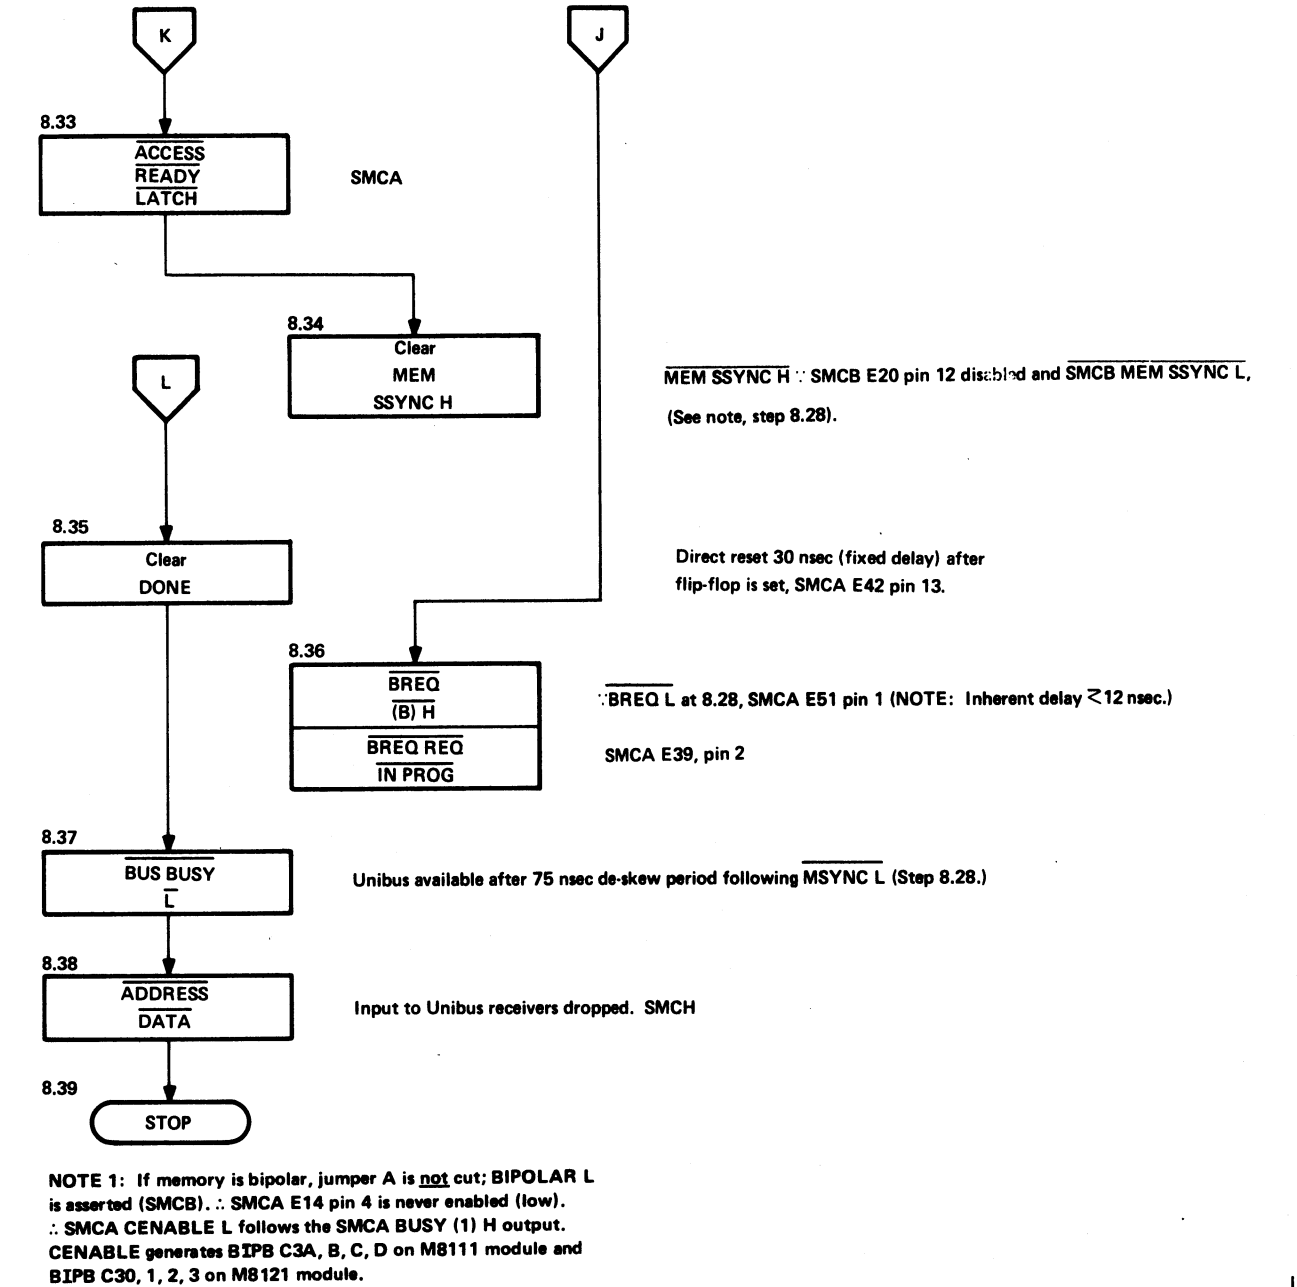 K
J
8.33
ACCESS
READY
LATCH
SMCA
8.34
Clear
MEM
SSYNC H
MEM SSYNC H ∵ SMCB E20 pin 12 disabled and SMCB MEM SSYNC L,
(See note, step 8.28).
L
8.35
Clear
DONE
Direct reset 30 nsec (fixed delay) after
flip-flop is set, SMCA E42 pin 13.
8.36
BREQ
(B) H
∵BREQ L at 8.28, SMCA E51 pin 1 (NOTE: Inherent delay ≲12 nsec.)
BREQ REQ
IN PROG
SMCA E39, pin 2
8.37
BUS BUSY
L
Unibus available after 75 nsec de-skew period following MSYNC L (Step 8.28.)
8.38
ADDRESS
DATA
Input to Unibus receivers dropped. SMCH
8.39
STOP
NOTE 1: If memory is bipolar, jumper A is not cut; BIPOLAR L
is asserted (SMCB). ∴ SMCA E14 pin 4 is never enabled (low).
∴ SMCA CENABLE L follows the SMCA BUSY (1) H output.
CENABLE generates BIPB C3A, B, C, D on M8111 module and
BIPB C30, 1, 2, 3 on M8121 module.